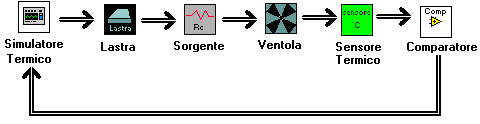 Lastra
Rc
sensore
°C
Comp
Simulatore
Termico
Lastra
Sorgente
Ventola
Sensore
Termico
Comparatore